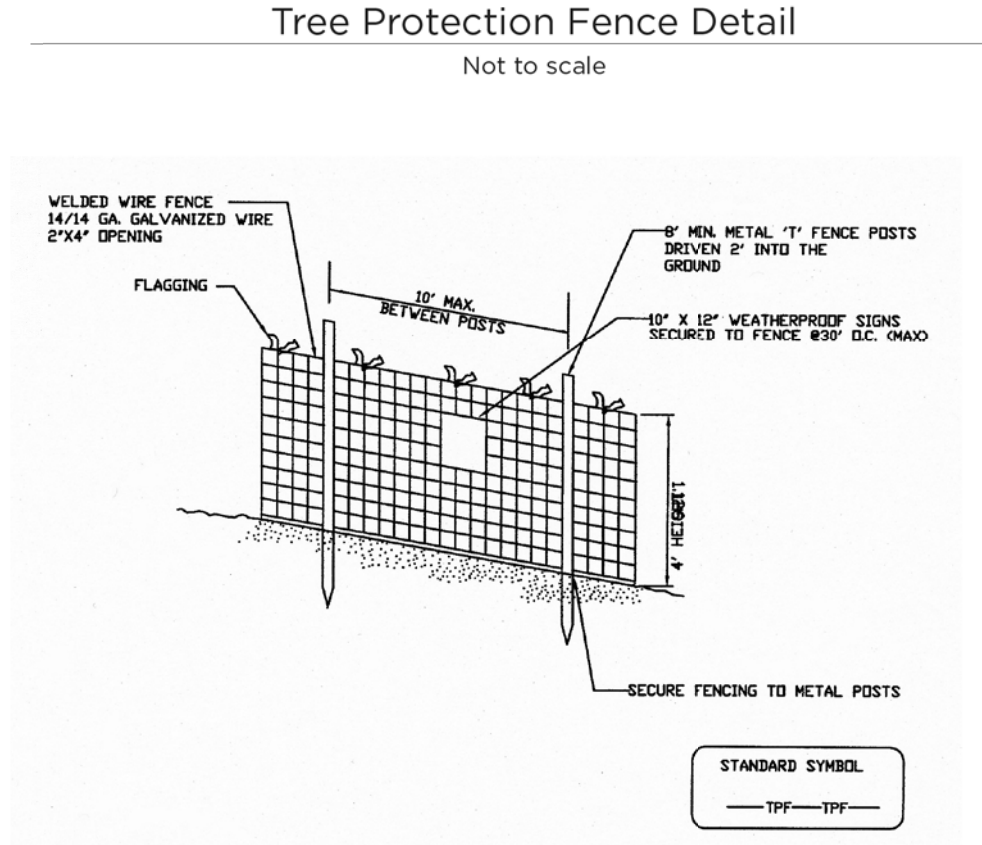 Tree Protection Fence Detail
Not to scale
WELDED WIRE FENCE
14/14 GA. GALVANIZED WIRE
2"X4" OPENING
FLAGGING
10' MAX.
BETWEEN POSTS
8' MIN. METAL 'T' FENCE POSTS
DRIVEN 2' INTO THE
GROUND
10" X 12" WEATHERPROOF SIGNS
SECURED TO FENCE @30' O.C. (MAX)
4' HEIGHT
SECURE FENCING TO METAL POSTS
STANDARD SYMBOL
TPF TPF